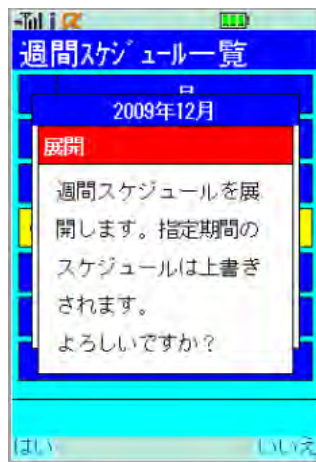 週間スケジュール一覧
2009年12月
展開
週間スケジュールを展
開します。指定期間の
スケジュールは上書き
されます。
よろしいですか？
はい いいえ